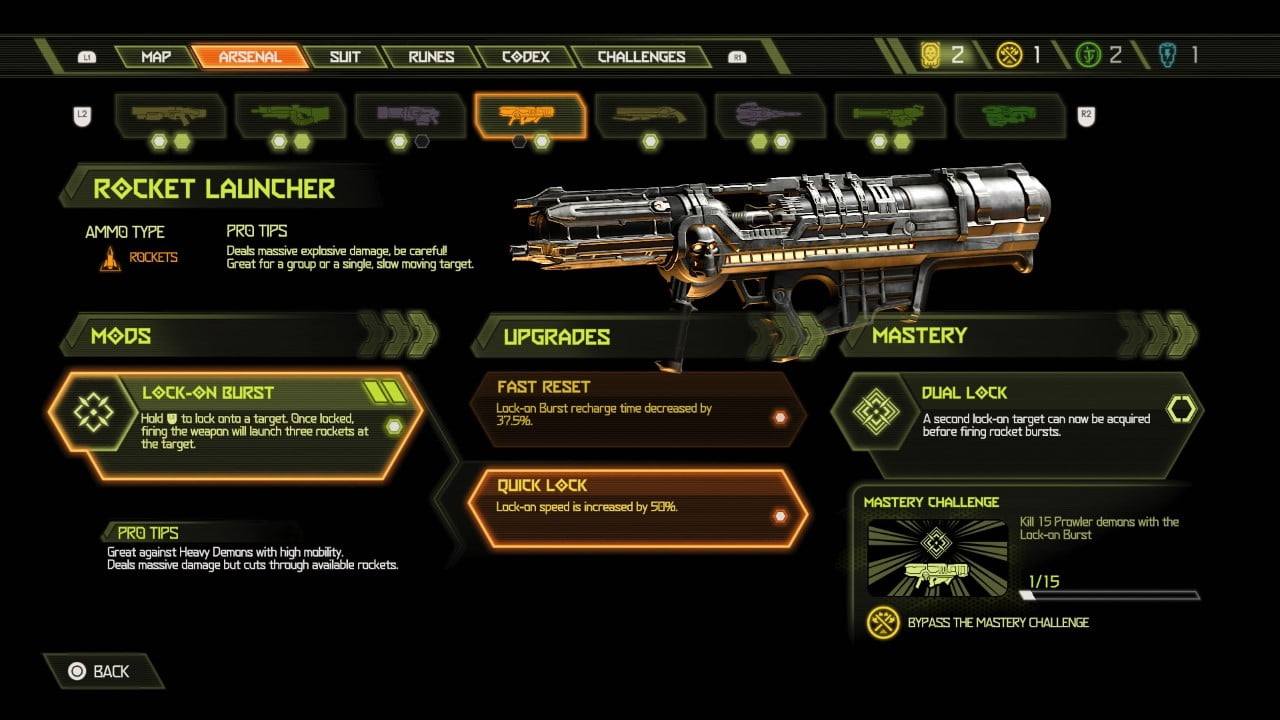 L1
MAP
ARSENAL
SUIT
RUNES
CODEX
CHALLENGES
R1
2
1
2
1
L2
R2
ROCKET LAUNCHER
AMMO TYPE
ROCKETS
PRO TIPS
Deals massive explosive damage, be careful!
Great for a group or a single, slow moving target.
MODS
UPGRADES
MASTERY
LOCK-ON BURST
Hold to lock onto a target. Once locked,
firing the weapon will launch three rockets at
the target.
FAST RESET
Lock-on Burst recharge time decreased by
37.5%.
DUAL LOCK
A second lock-on target can now be acquired
before firing rocket bursts.
QUICK LOCK
Lock-on speed is increased by 50%.
MASTERY CHALLENGE
Kill 15 Prowler demons with the
Lock-on Burst
1/15
BYPASS THE MASTERY CHALLENGE
PRO TIPS
Great against Heavy Demons with high mobility.
Deals massive damage but cuts through available rockets.
BACK